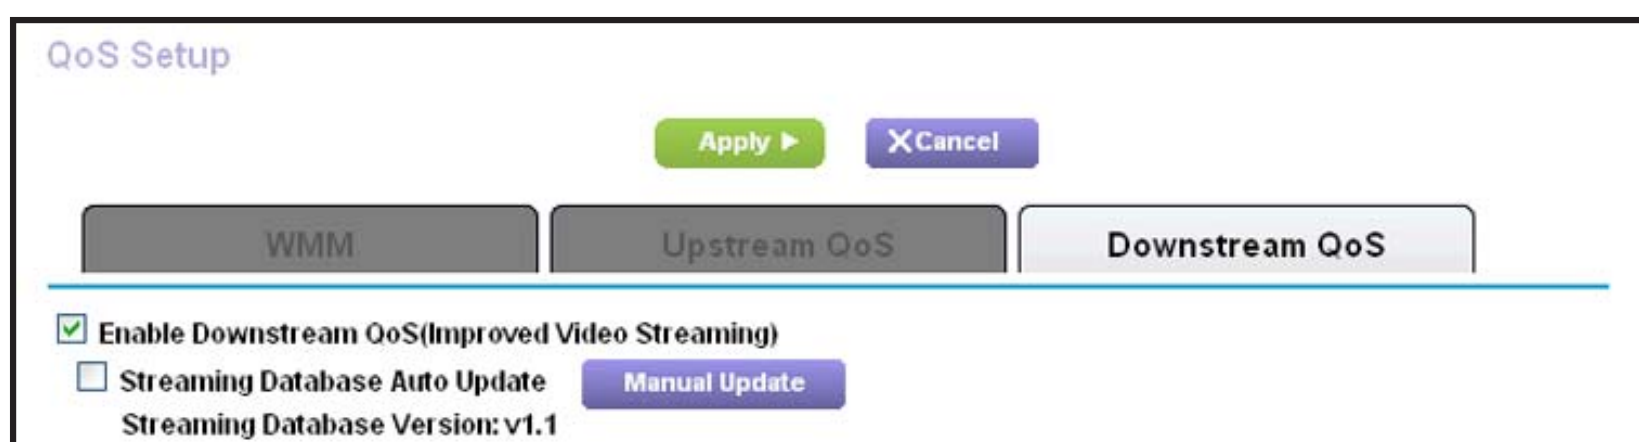 QoS Setup
Apply ▶ XCancel
WMM Upstream QoS Downstream QoS
Enable Downstream QoS(Improved Video Streaming)
Streaming Database Auto Update Manual Update
Streaming Database Version: v1.1